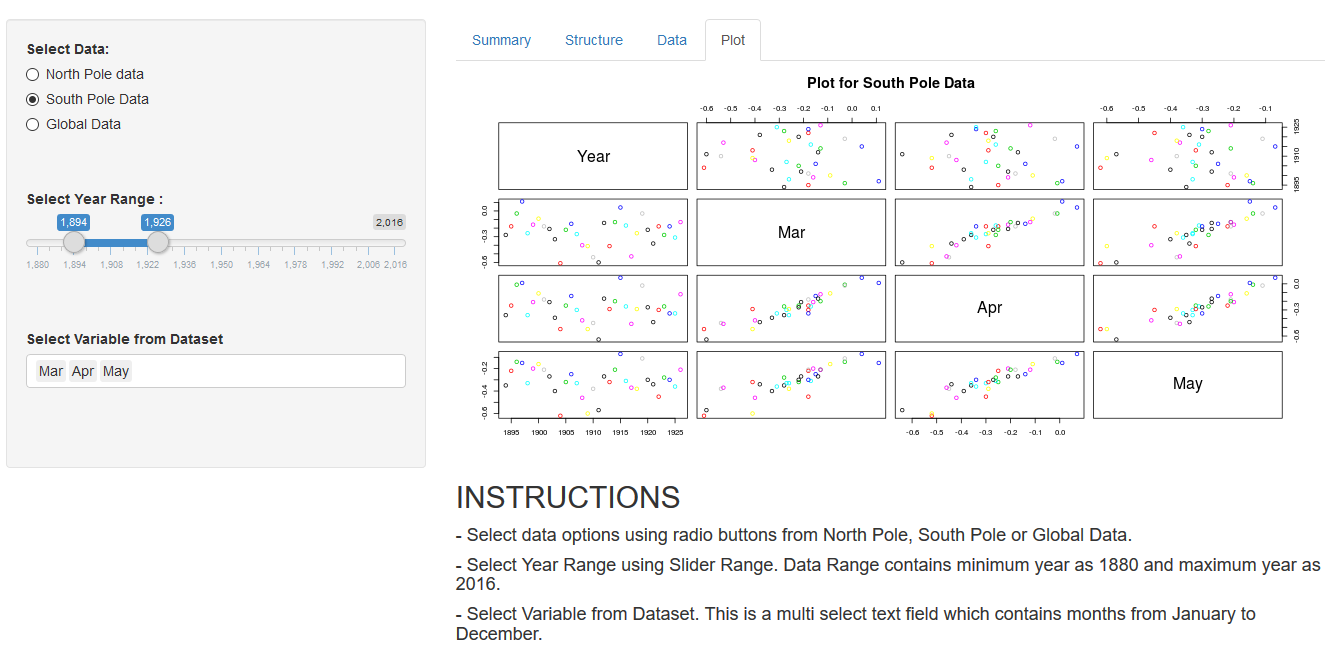 Select Data:
North Pole data
South Pole Data
Global Data
Select Year Range :
1,894 1,926 2,016
1,880 1,894 1,908 1,922 1,936 1,950 1,964 1,978 1,992 2,006 2,016
Select Variable from Dataset
Mar Apr May
Summary Structure Data Plot
Plot for South Pole Data
-0.6 -0.5 -0.4 -0.3 -0.2 -0.1 0.0 0.1
-0.6 -0.5 -0.4 -0.3 -0.2 -0.1
Year
1895 1910 1925
-0.6 -0.3 0.0
Mar
Apr
-0.6 -0.3 0.0
-0.6 -0.4 -0.2
May
1895 1900 1905 1910 1915 1920 1925
-0.6 -0.5 -0.4 -0.3 -0.2 -0.1 0.0
INSTRUCTIONS
- Select data options using radio buttons from North Pole, South Pole or Global Data.
- Select Year Range using Slider Range. Data Range contains minimum year as 1880 and maximum year as
2016.
- Select Variable from Dataset. This is a multi select text field which contains months from January to
December.